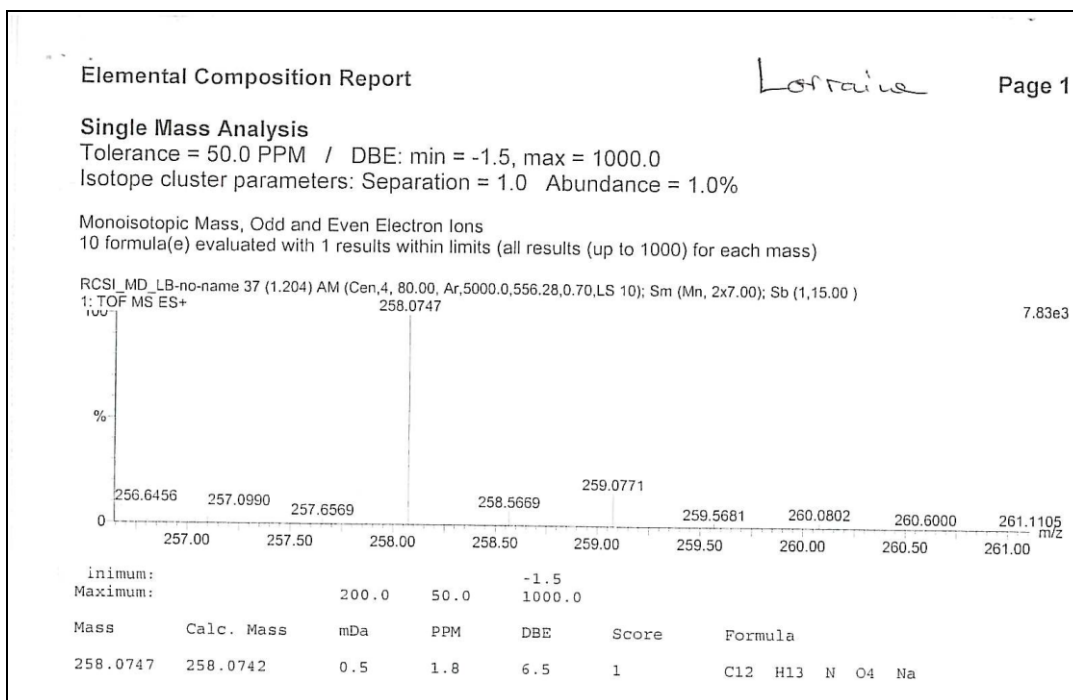 Elemental Composition Report
Lorraine
Page 1
Single Mass Analysis
Tolerance = 50.0 PPM / DBE: min = -1.5, max = 1000.0
Isotope cluster parameters: Separation = 1.0 Abundance = 1.0%
Monoisotopic Mass, Odd and Even Electron Ions
10 formula(e) evaluated with 1 results within limits (all results (up to 1000) for each mass)
RCSI_MD_LB-no-name 37 (1.204) AM (Cen,4, 80.00, Ar,5000.0,556.28,0.70,LS 10); Sm (Mn, 2x7.00); Sb (1,15.00 )
1: TOF MS ES+
7.83e3
100
258.0747
%
256.6456 257.0990 257.6569 258.5669 259.0771 259.5681 260.0802 260.6000 261.1105
0
m/z
257.00 257.50 258.00 258.50 259.00 259.50 260.00 260.50 261.00
inimum: -1.5
Maximum: 200.0 50.0 1000.0
Mass Calc. Mass mDa PPM DBE Score Formula
258.0747 258.0742 0.5 1.8 6.5 1 C12 H13 N O4 Na